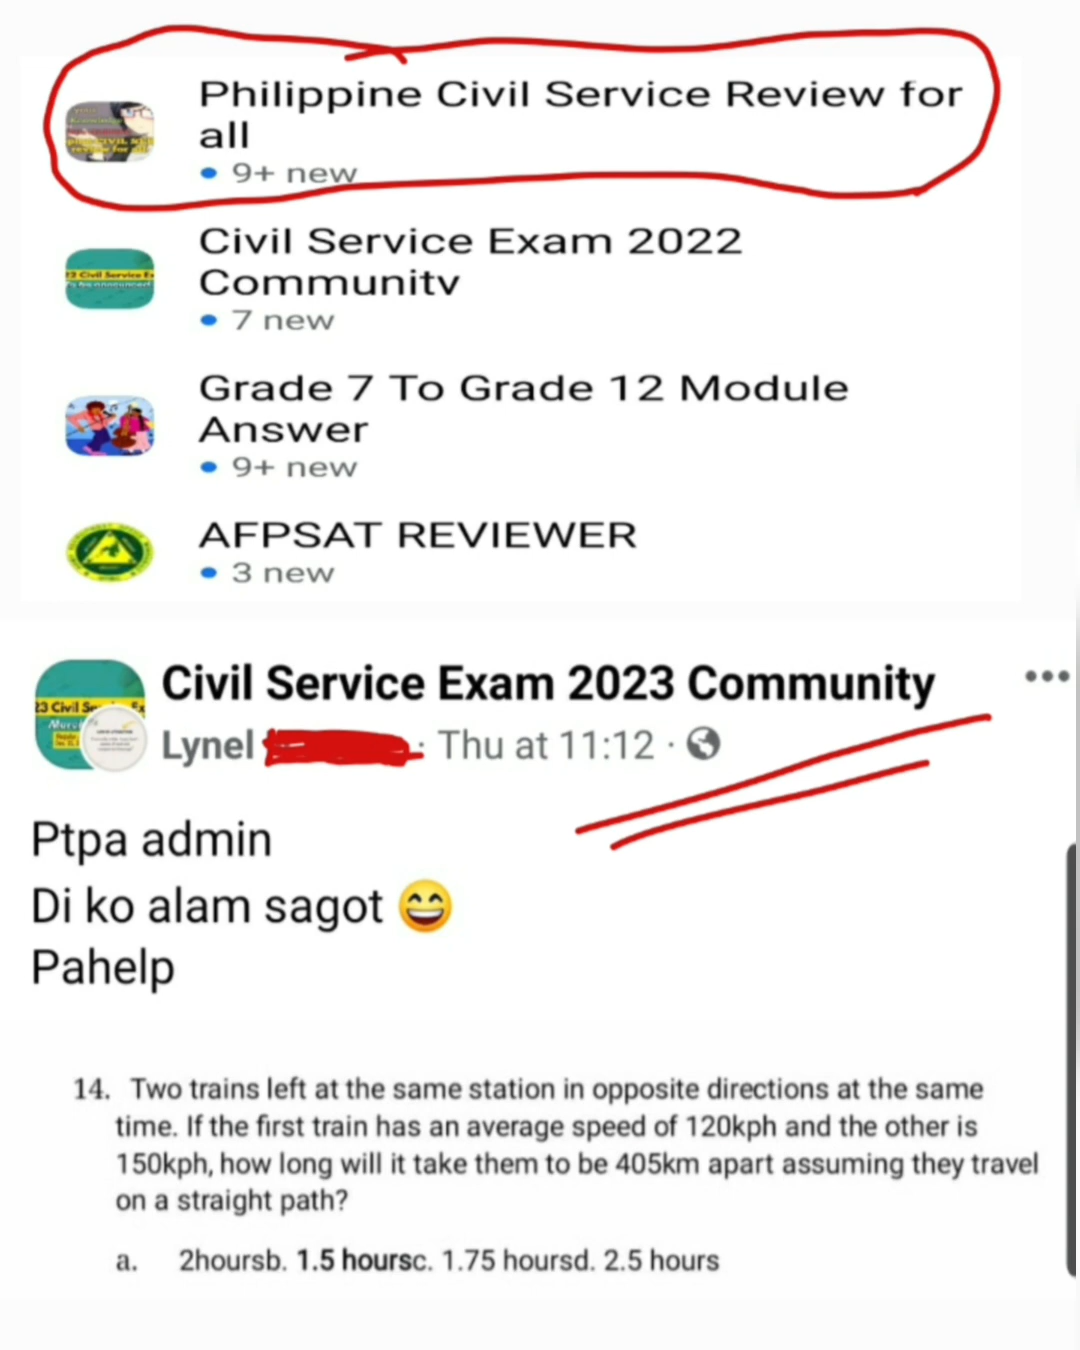 Philippine Civil Service Review for
all
9+ new
Civil Service Exam 2022
Community
7 new
Grade 7 To Grade 12 Module
Answer
9+ new
AFPSAT REVIEWER
3 new
Civil Service Exam 2023 Community
Lynel
Thu at 11:12 ·
Ptpa admin
Di ko alam sagot 😄
Pahelp
14. Two trains left at the same station in opposite directions at the same
time. If the first train has an average speed of 120kph and the other is
150kph, how long will it take them to be 405km apart assuming they travel
on a straight path?
a. 2hoursb. 1.5 hoursc. 1.75 hoursd. 2.5 hours